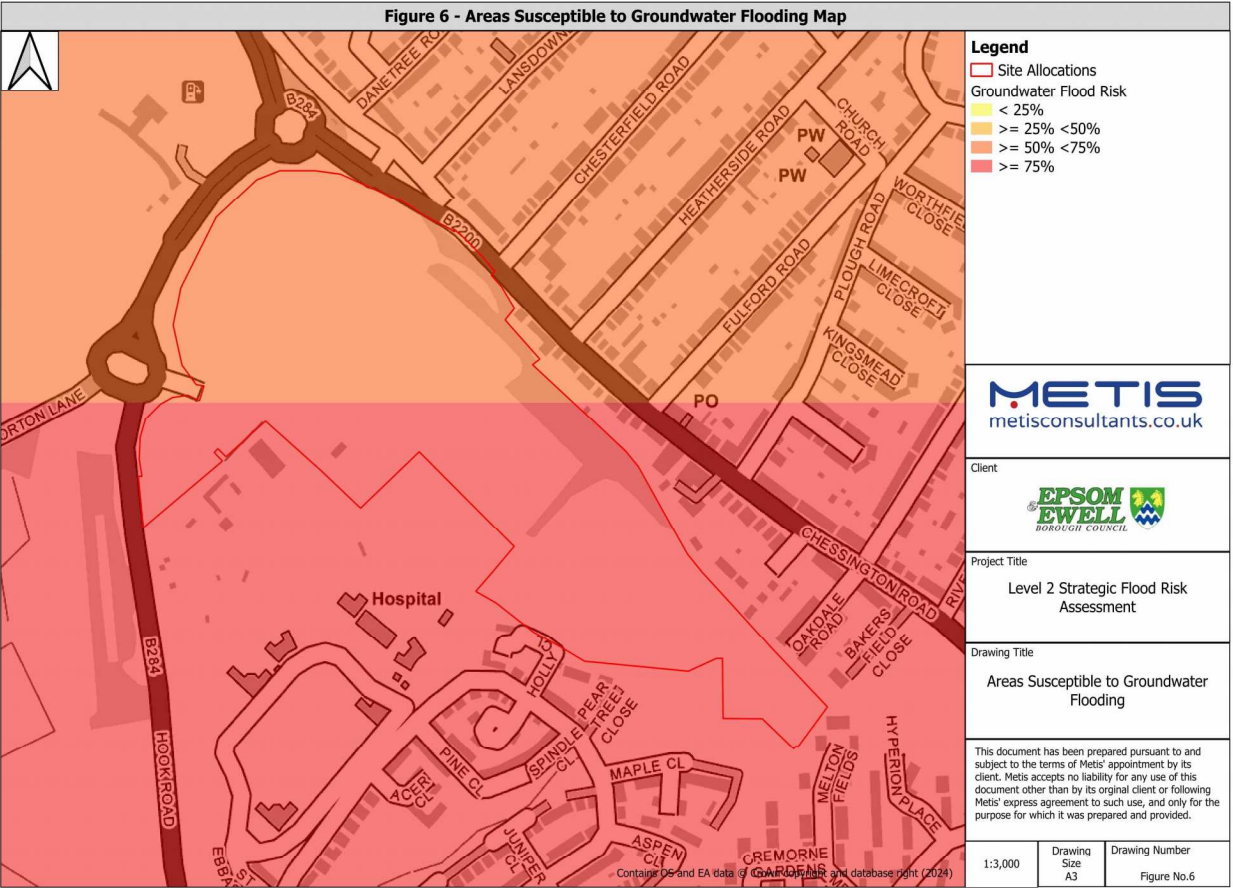 Figure 6 - Areas Susceptible to Groundwater Flooding Map
B284
DANETREE RO
LANSDOWN
CHESTERFIELD ROAD
HEATHERSIDE ROAD
CHURCH
ROAD
PW
PW
B2200
FULFORD ROAD
PLOUGH ROAD
WORTHFIE
CLOSE
LIMECROFT
CLOSE
KINGSMEAD
CLOSE
ORTON LANE
PO
CHESSINGTON ROAD
RIVE
OAKDALE
ROAD
BAKERS
FIELD
CLOSE
Hospital
B284
HOOK ROAD
HOLLY CL
PEAR
TREE
CLOSE
SPINDLE
CL
PINE CL
ACER
CL
MAPLE CL
MELTON
FIELDS
HYPERION PLACE
JUNIPER
CL
ASPEN
CL
CREMORNE
GARDENS
ST
EBBA
Contains OS and EA data © Crown copyright and database right (2024)
Legend
Site Allocations
Groundwater Flood Risk
< 25%
>= 25% <50%
>= 50% <75%
>= 75%
METIS
metisconsultants.co.uk
Client
EPSOM
& EWELL
BOROUGH COUNCIL
Project Title
Level 2 Strategic Flood Risk
Assessment
Drawing Title
Areas Susceptible to Groundwater
Flooding
This document has been prepared pursuant to and
subject to the terms of Metis' appointment by its
client. Metis accepts no liability for any use of this
document other than by its orginal client or following
Metis' express agreement to such use, and only for the
purpose for which it was prepared and provided.
1:3,000
Drawing
Size
A3
Drawing Number
Figure No.6